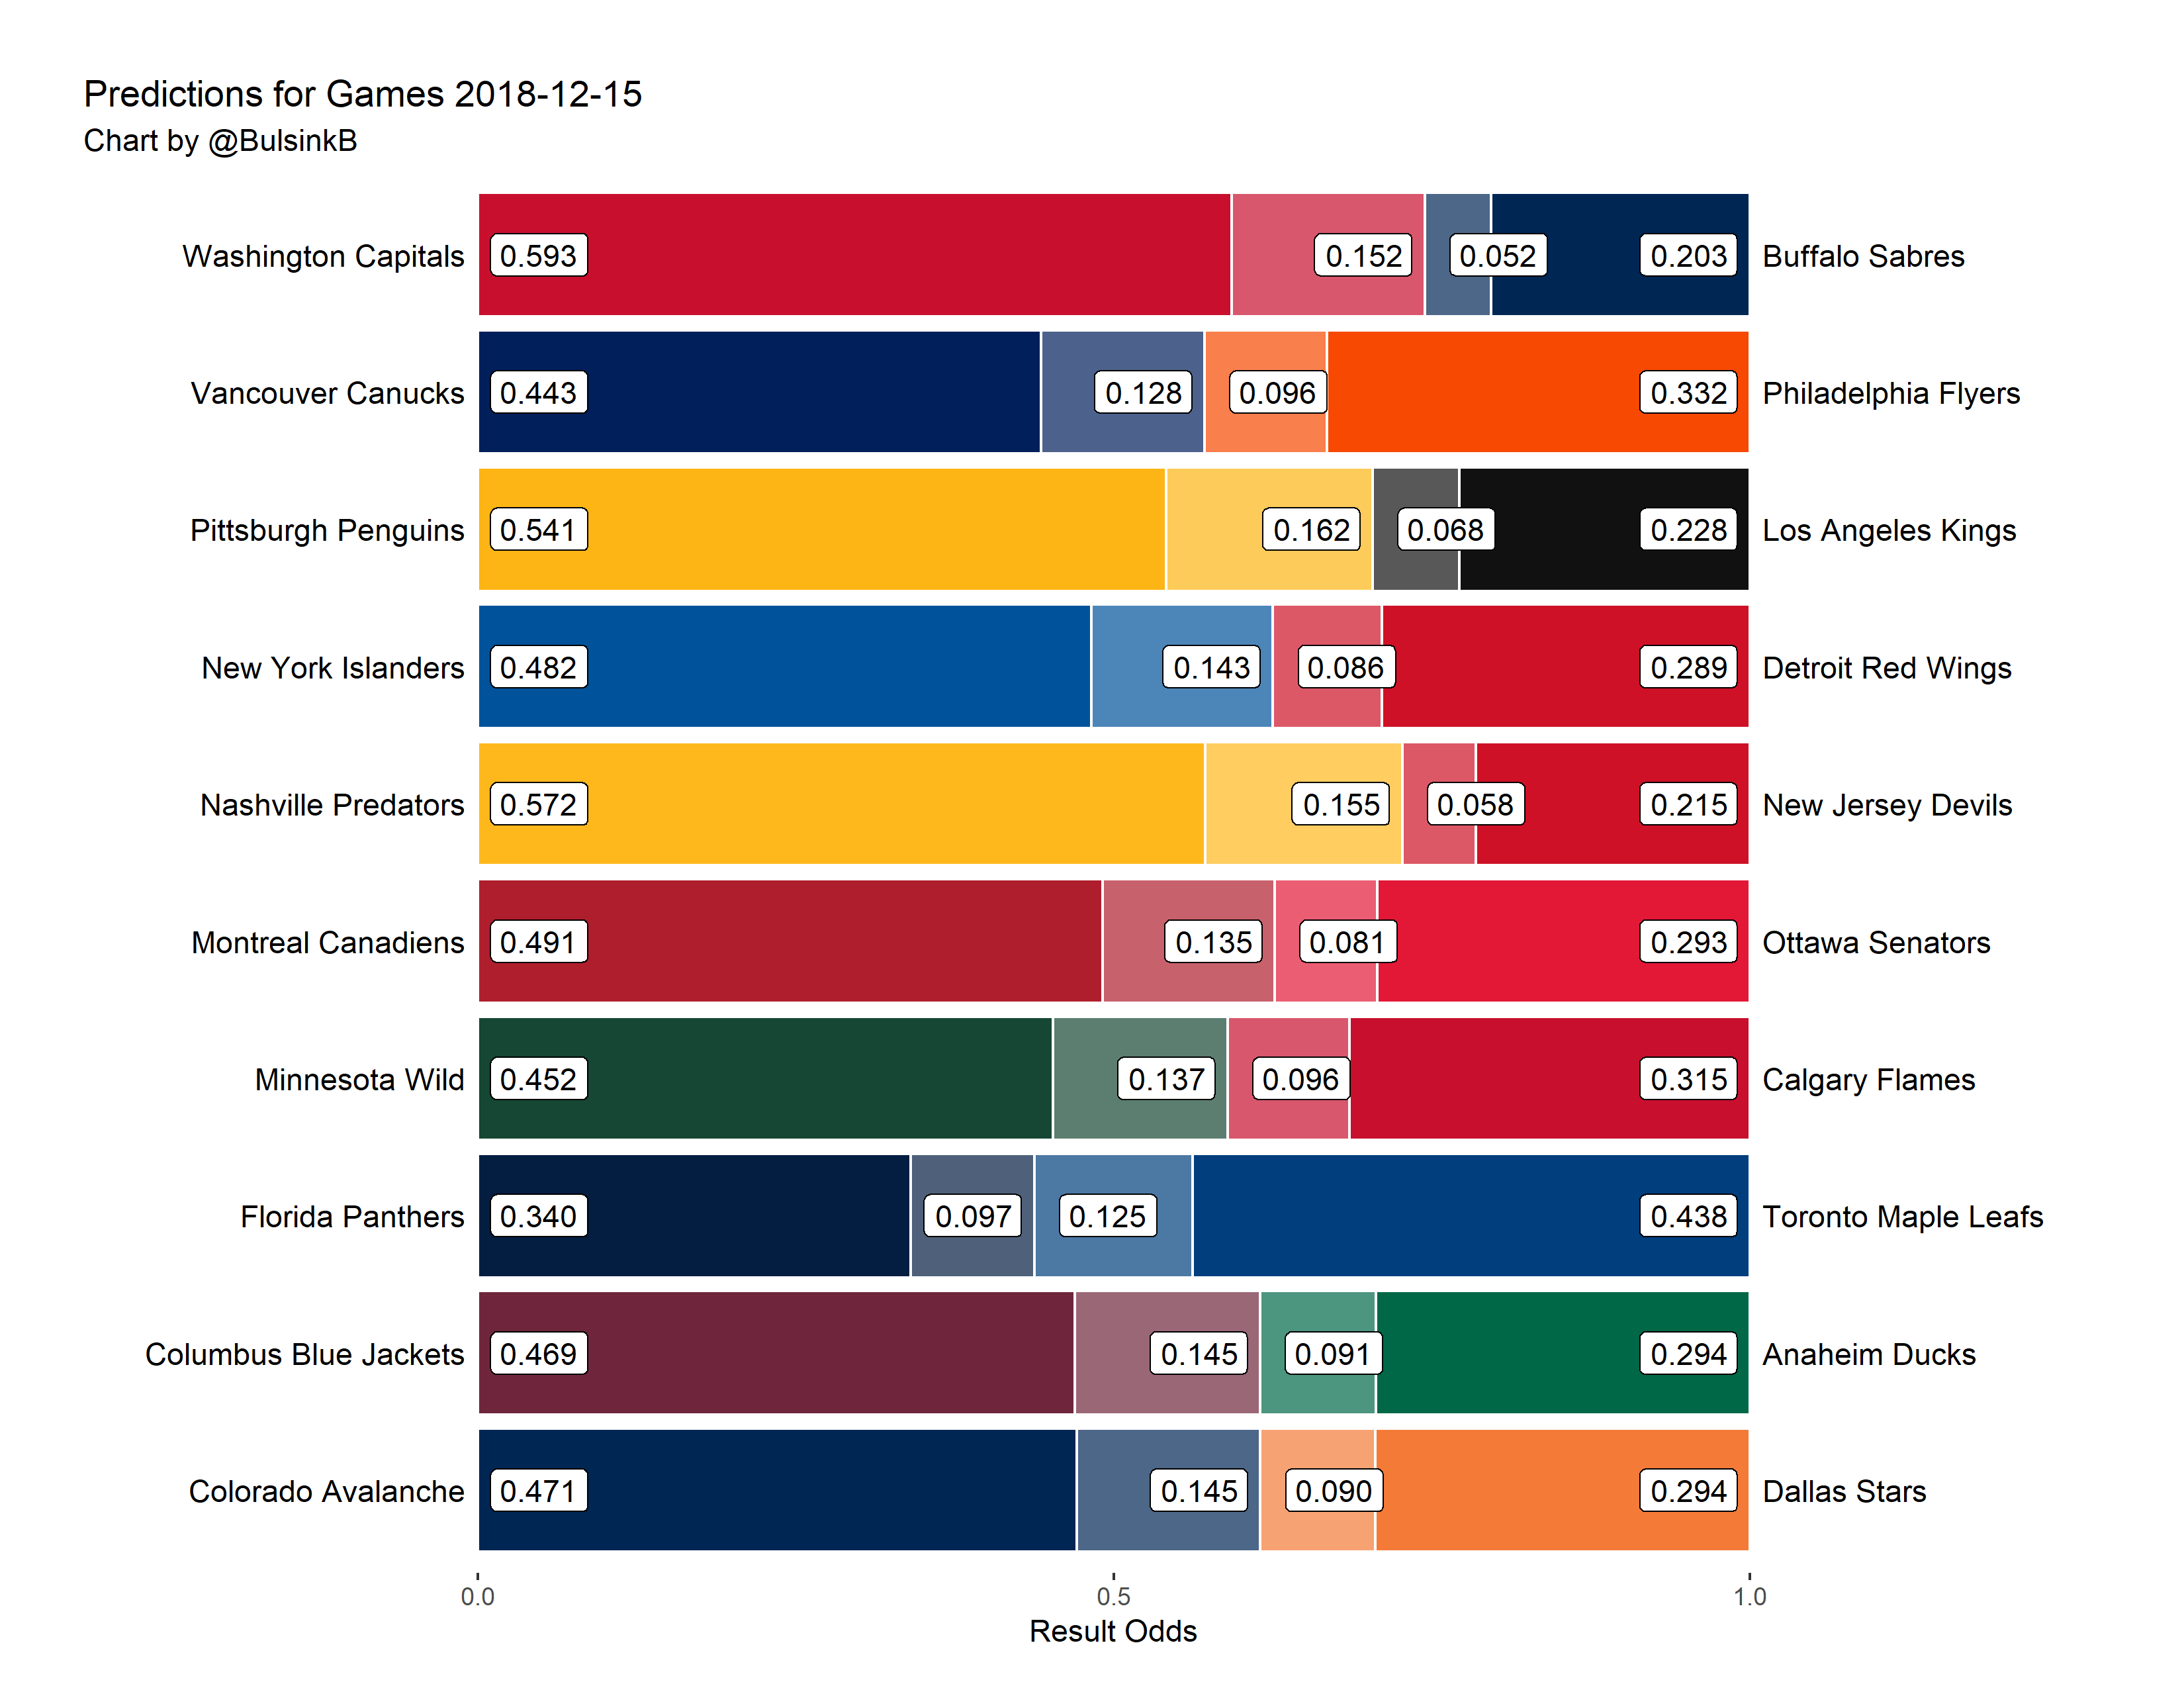 Predictions for Games 2018-12-15
Chart by @BulsinkB
Washington Capitals 0.593 0.152 0.052 0.203 Buffalo Sabres
Vancouver Canucks 0.443 0.128 0.096 0.332 Philadelphia Flyers
Pittsburgh Penguins 0.541 0.162 0.068 0.228 Los Angeles Kings
New York Islanders 0.482 0.143 0.086 0.289 Detroit Red Wings
Nashville Predators 0.572 0.155 0.058 0.215 New Jersey Devils
Montreal Canadiens 0.491 0.135 0.081 0.293 Ottawa Senators
Minnesota Wild 0.452 0.137 0.096 0.315 Calgary Flames
Florida Panthers 0.340 0.097 0.125 0.438 Toronto Maple Leafs
Columbus Blue Jackets 0.469 0.145 0.091 0.294 Anaheim Ducks
Colorado Avalanche 0.471 0.145 0.090 0.294 Dallas Stars
0.0 0.5 1.0
Result Odds